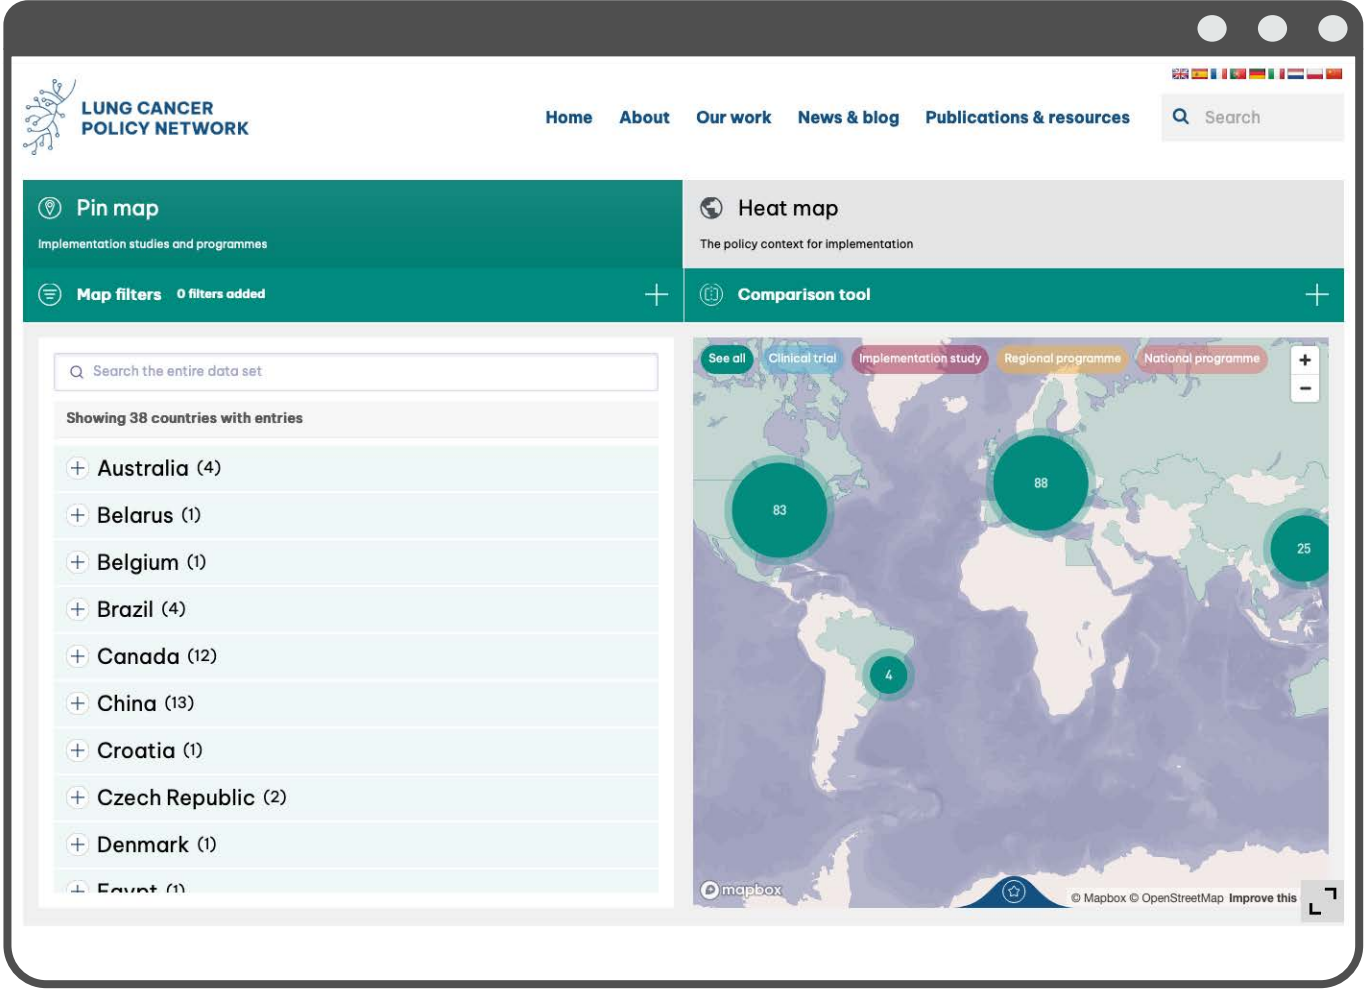 LUNG CANCER
POLICY NETWORK
Home About Our work News & blog Publications & resources
Search
Pin map
Implementation studies and programmes
Heat map
The policy context for implementation
Map filters 0 filters added
Comparison tool
Search the entire data set
Showing 38 countries with entries
Australia (4)
Belarus (1)
Belgium (1)
Brazil (4)
Canada (12)
China (13)
Croatia (1)
Czech Republic (2)
Denmark (1)
Egypt (1)
See all Clinical trial Implementation study Regional programme National programme
83
88
25
4
mapbox
© Mapbox © OpenStreetMap Improve this